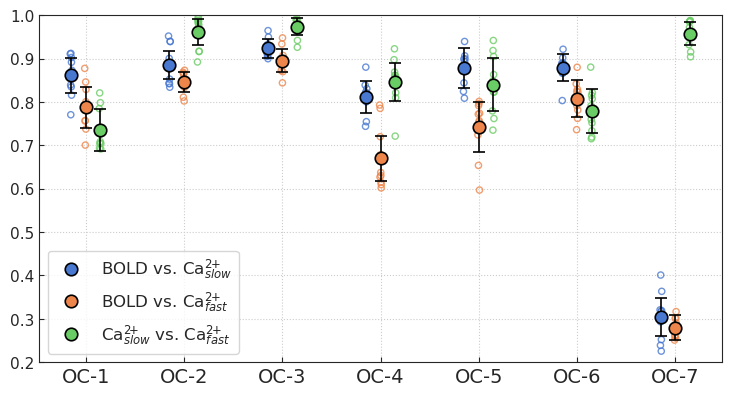 1.0
0.9
0.8
0.7
0.6
0.5
0.4
0.3
0.2
BOLD vs. Ca²⁺slow
BOLD vs. Ca²⁺fast
Ca²⁺slow vs. Ca²⁺fast
OC-1 OC-2 OC-3 OC-4 OC-5 OC-6 OC-7